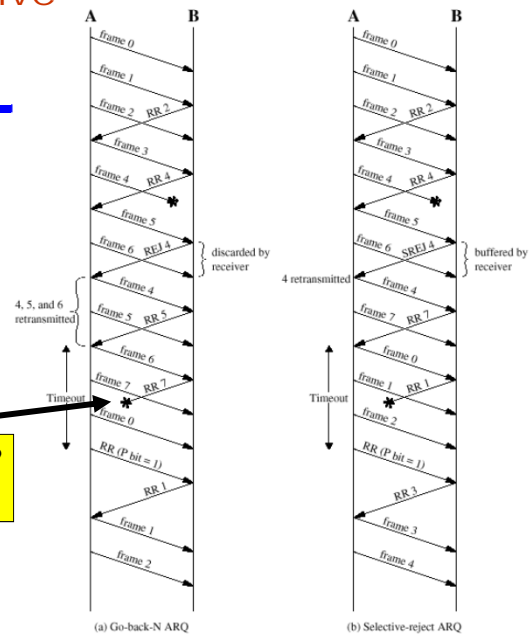 A B
frame 0
frame 1
frame 2
RR 2
frame 3
frame 4
RR 4
frame 5
frame 6
REJ 4
discarded by
receiver
4, 5, and 6
retransmitted
frame 4
frame 5
RR 5
frame 6
Timeout
frame 7
RR 7
frame 0
RR (P bit = 1)
RR 1
frame 1
frame 2
(a) Go-back-N ARQ
A B
frame 0
frame 1
frame 2
RR 2
frame 3
frame 4
RR 4
frame 5
frame 6
SREJ 4
buffered by
receiver
4 retransmitted
frame 4
frame 7
RR 7
frame 0
Timeout
frame 1
RR 1
frame 2
RR (P bit = 1)
RR 3
frame 3
frame 4
(b) Selective-reject ARQ